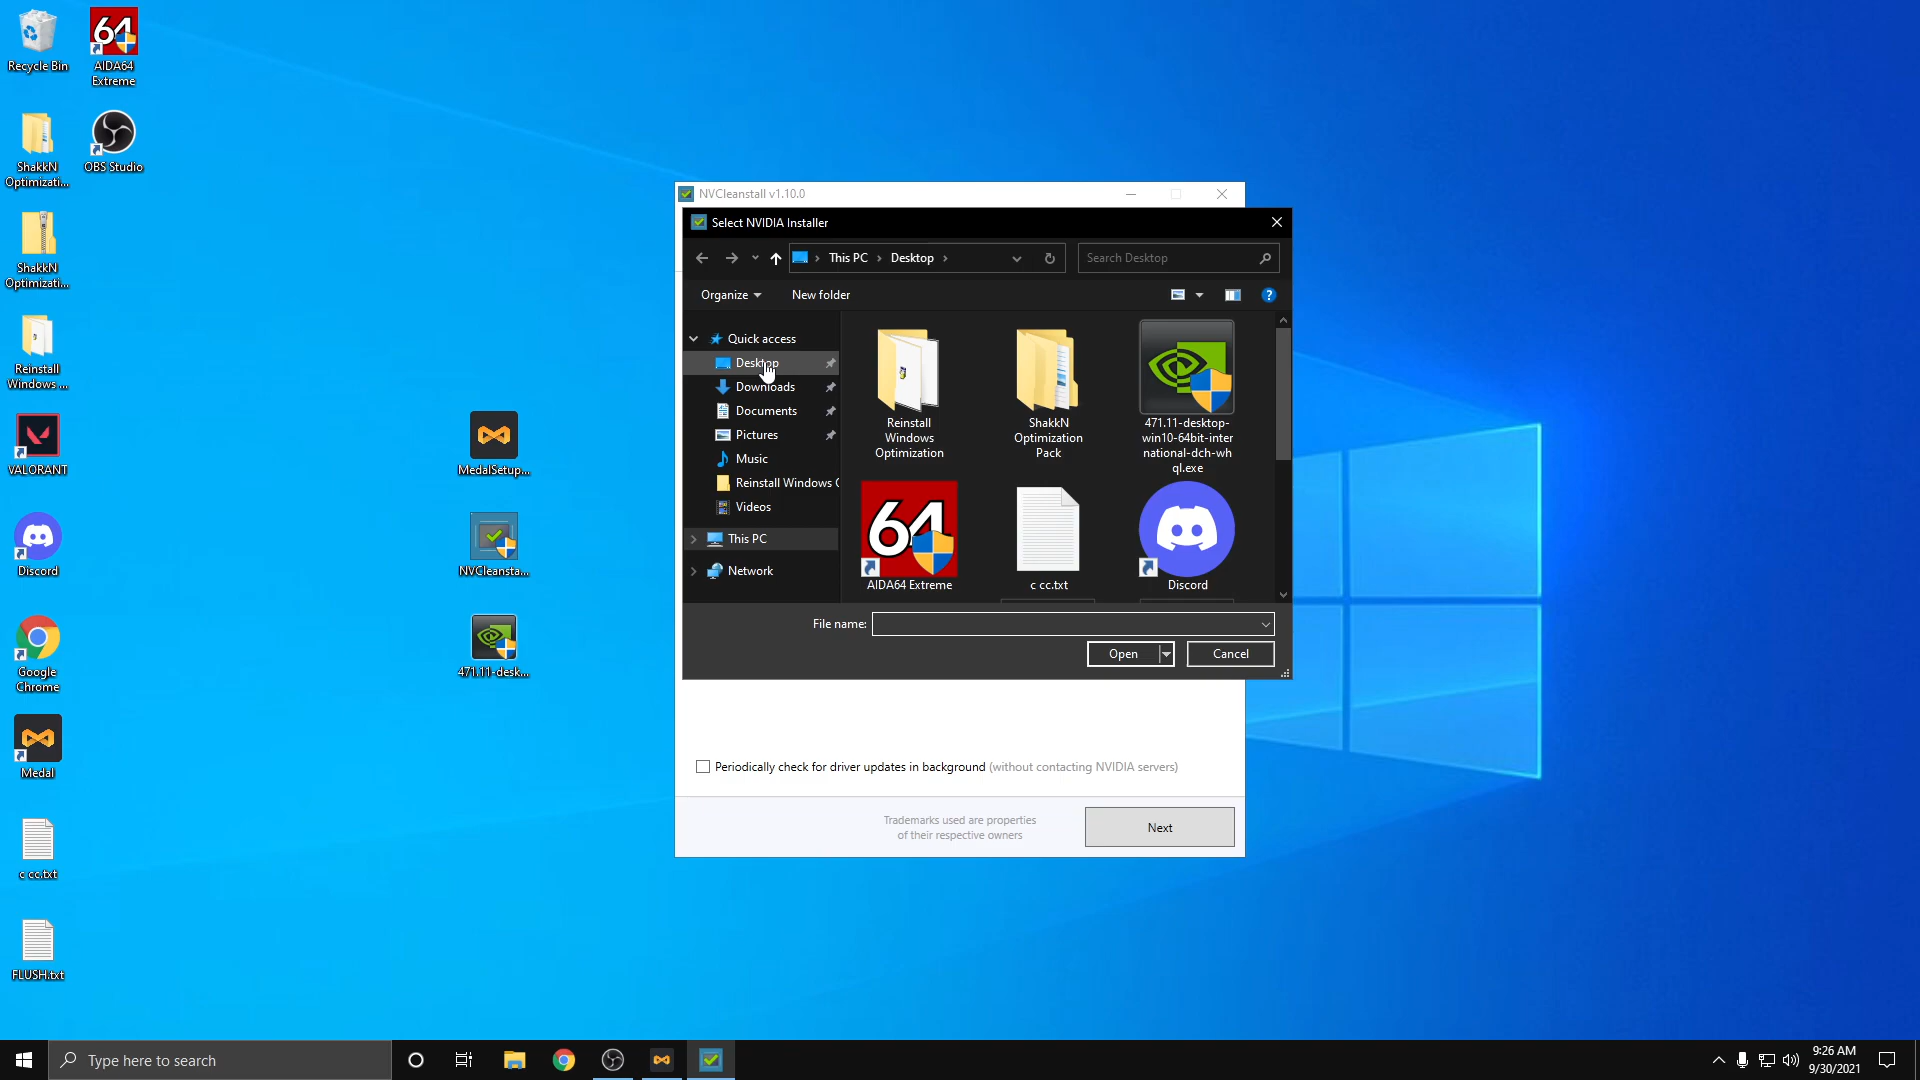 Recycle Bin
AIDA64
Extreme
ShakkN
Optimizati...
OBS Studio
ShakkN
Optimizati...
Reinstall
Windows ...
VALORANT
Discord
Google
Chrome
Medal
c cc.txt
FLUSH.txt
MedalSetup...
NVCleansta...
471.11-desk...
NVCleanstall v1.10.0
Select NVIDIA Installer
This PC
Desktop
Search Desktop
Organize
New folder
Quick access
Desktop
Downloads
Documents
Pictures
Music
Reinstall Windows
Videos
This PC
Network
Reinstall
Windows
Optimization
ShakkN
Optimization
Pack
471.11-desktop-
win10-64bit-inter
national-dch-wh
ql.exe
64
AIDA64 Extreme
c cc.txt
Discord
File name:
Open
Cancel
Periodically check for driver updates in background (without contacting NVIDIA servers)
Trademarks used are properties
of their respective owners
Next
Type here to search
9:26 AM
9/30/2021